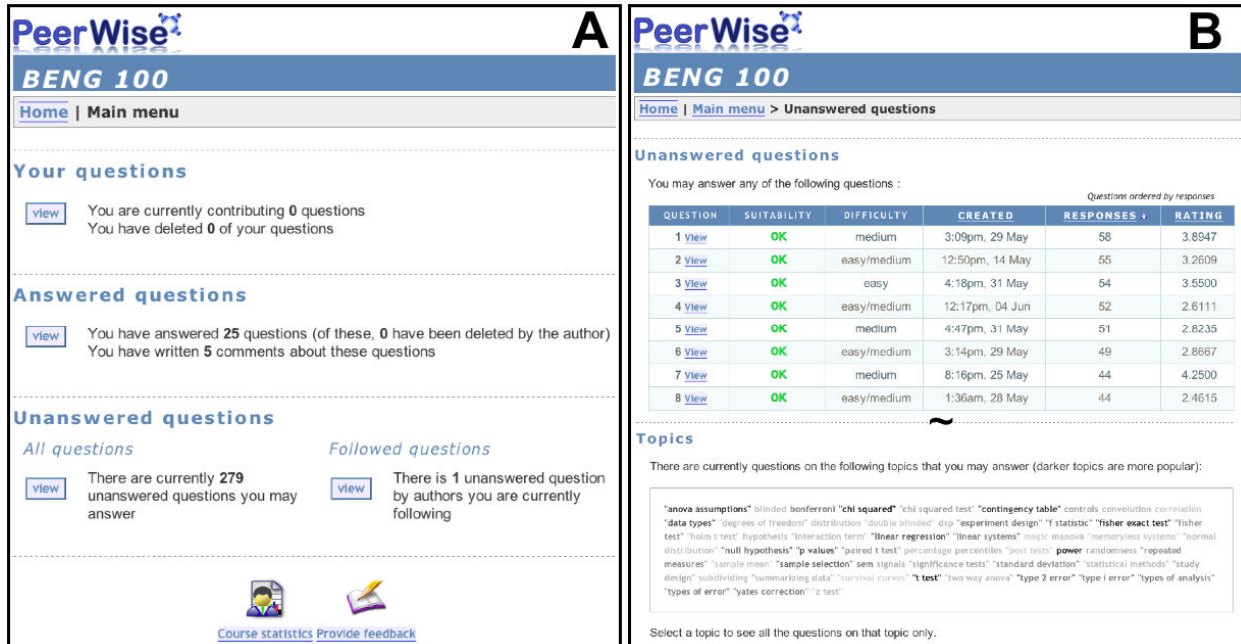 PeerWise
A
BENG 100
Home | Main menu
Your questions
view
You are currently contributing 0 questions
You have deleted 0 of your questions
Answered questions
view
You have answered 25 questions (of these, 0 have been deleted by the author)
You have written 5 comments about these questions
Unanswered questions
All questions
view
There are currently 279
unanswered questions you may
answer
Followed questions
view
There is 1 unanswered question
by authors you are currently
following
Course statistics Provide feedback
PeerWise
B
BENG 100
Home | Main menu > Unanswered questions
Unanswered questions
You may answer any of the following questions :
Questions ordered by responses
QUESTION SUITABILITY DIFFICULTY CREATED RESPONSES RATING
1 View OK medium 3:09pm, 29 May 58 3.8947
2 View OK easy/medium 12:50pm, 14 May 55 3.2609
3 View OK easy 4:18pm, 31 May 54 3.5500
4 View OK easy/medium 12:17pm, 04 Jun 52 2.6111
5 View OK medium 4:47pm, 31 May 51 2.8235
6 View OK easy/medium 3:14pm, 29 May 49 2.8667
7 View OK medium 8:16pm, 25 May 44 4.2500
8 View OK easy/medium 1:36am, 28 May 44 2.4615
~
Topics
There are currently questions on the following topics that you may answer (darker topics are more popular):
"anova assumptions" blinded bonferroni "chi squared" "chi squared test" "contingency table" controls convolution correlation
"data types" "degrees of freedom" distribution "double blinded" dsp "experiment design" "f statistic" "fisher exact test" "fisher
test" "holm t test" hypothesis "interaction term" "linear regression" "linear systems" magic manova "memoryless systems" "normal
distribution" "null hypothesis" "p values" "paired t test" percentage percentiles "post tests" power randomness "repeated
measures" "sample mean" "sample selection" sem signals "significance tests" "standard deviation" "statistical methods" "study
design" subdividing "summarizing data" "survival curves" "t test" "two way anova" "type 2 error" "type i error" "types of analysis"
"types of error" "yates correction" "z test"
Select a topic to see all the questions on that topic only.